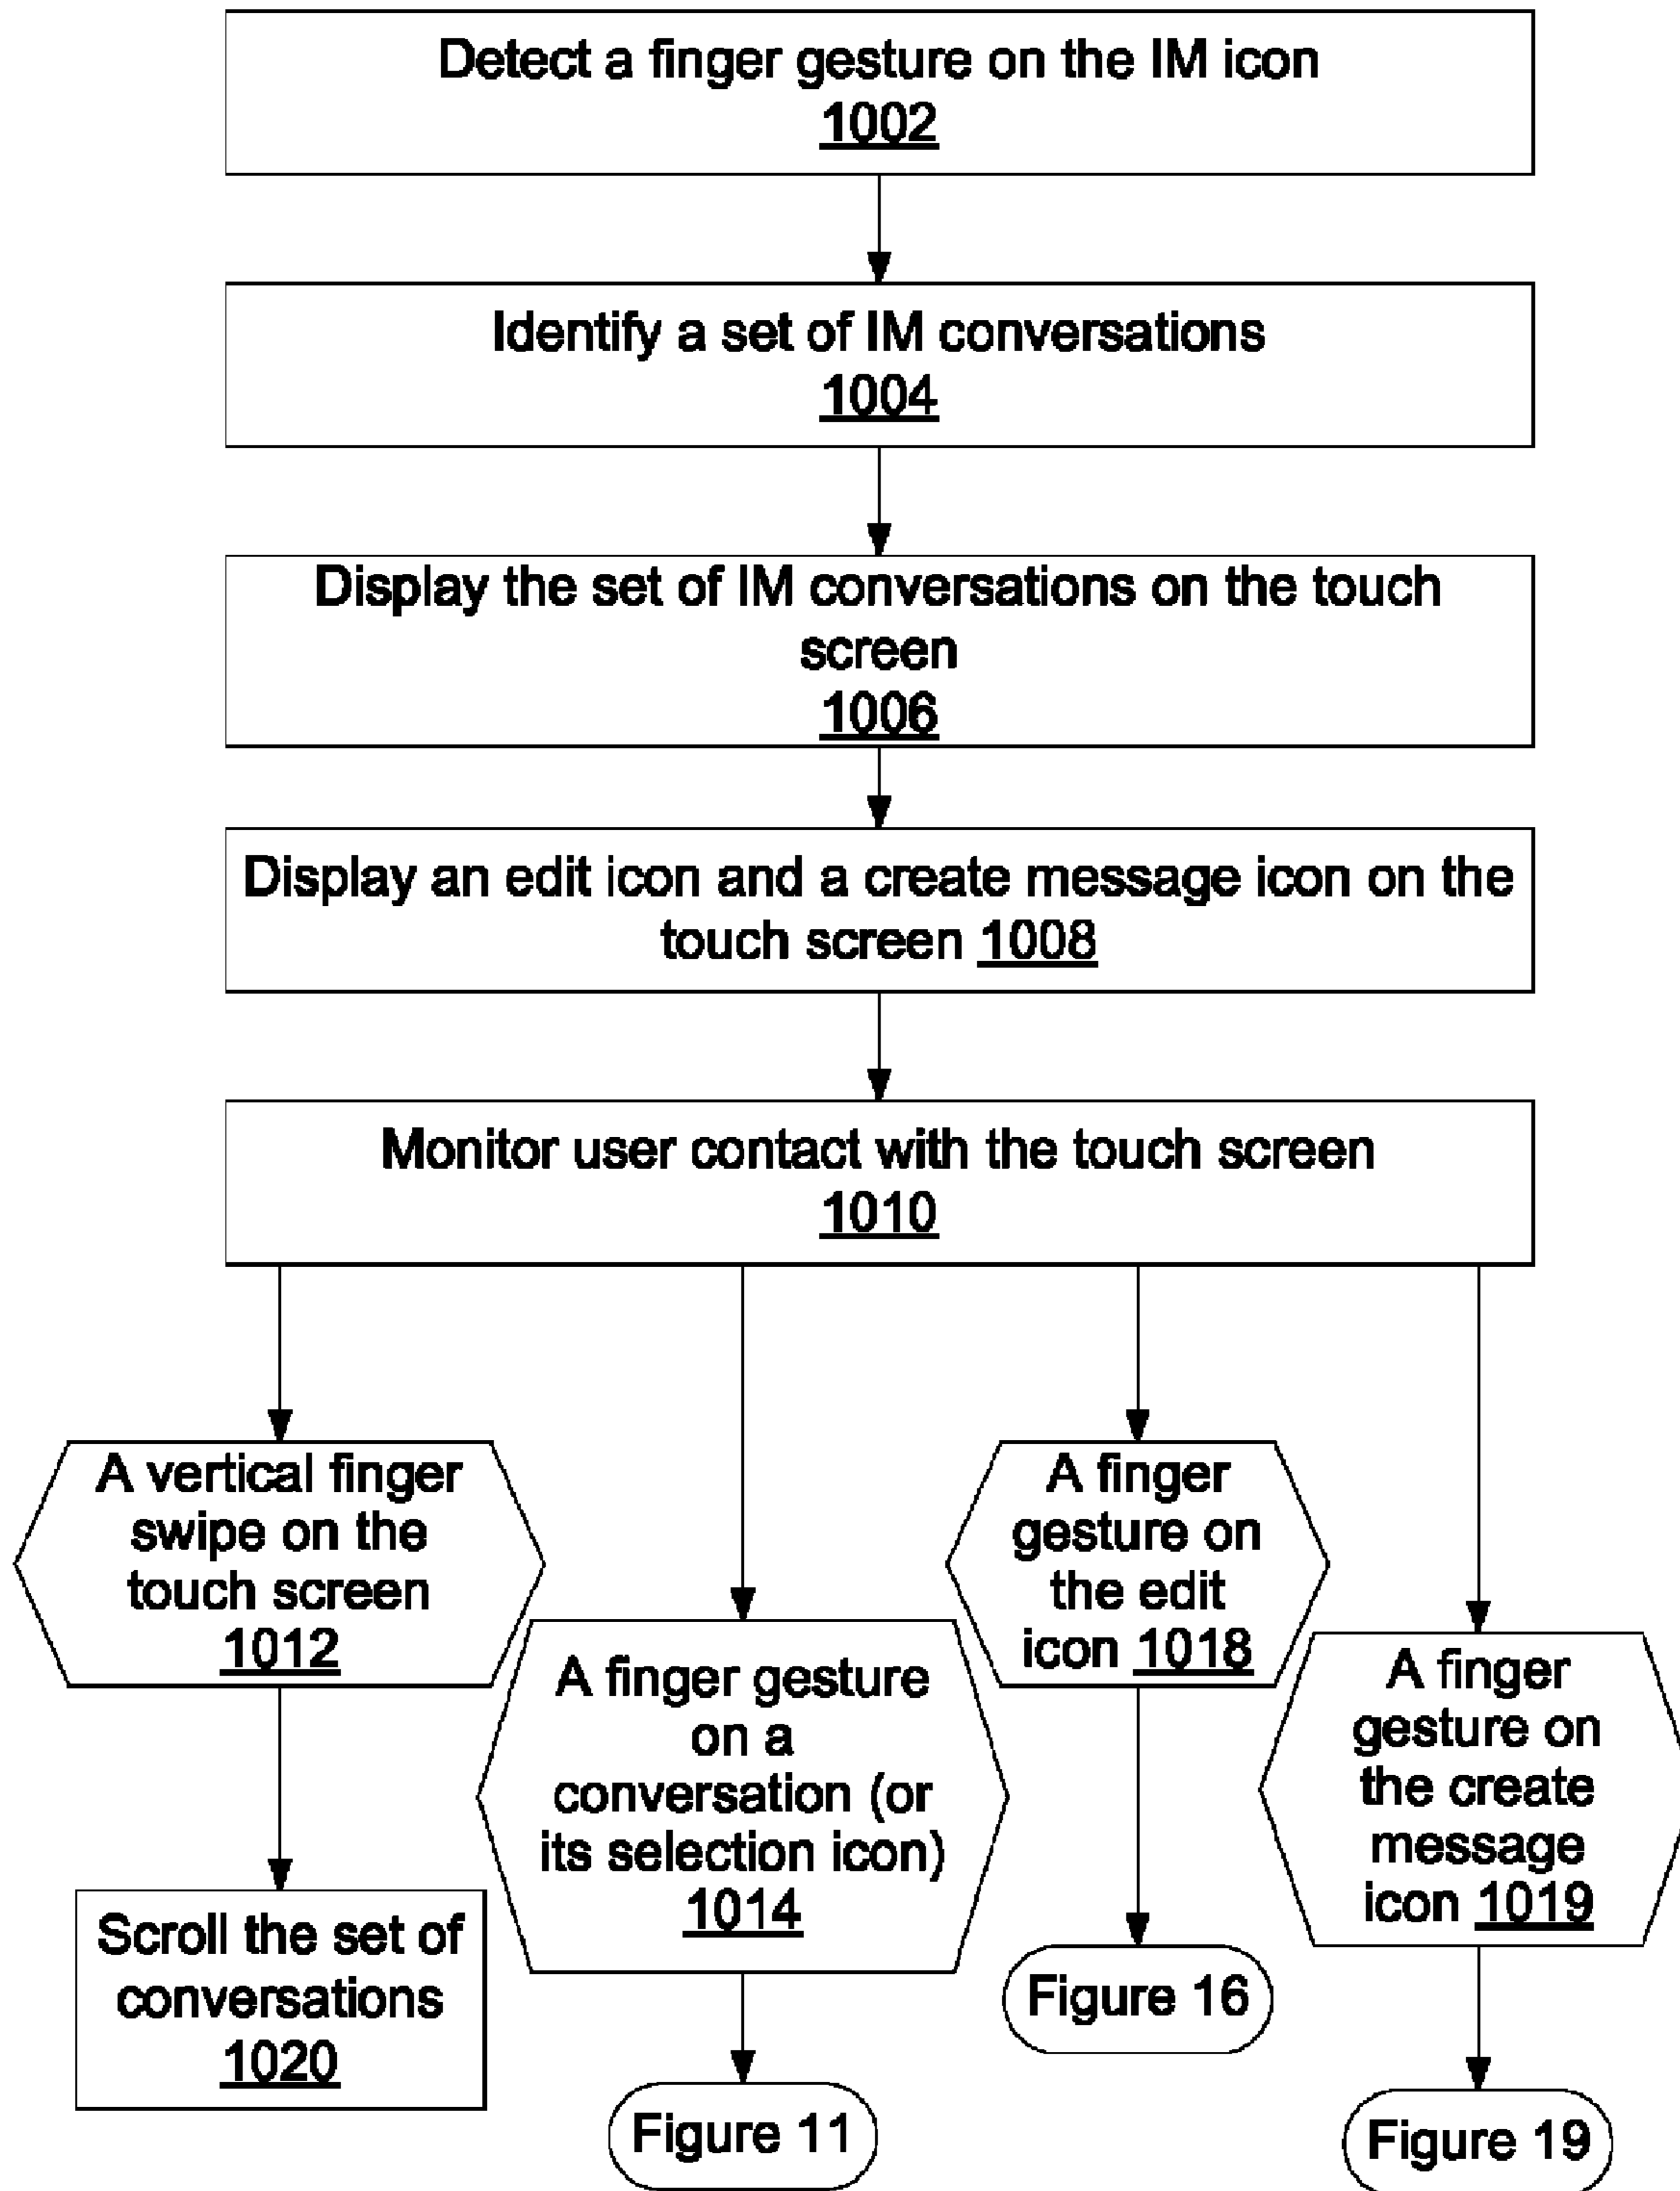 Detect a finger gesture on the IM icon
1002
Identify a set of IM conversations
1004
Display the set of IM conversations on the touch
screen
1006
Display an edit icon and a create message icon on the
touch screen 1008
Monitor user contact with the touch screen
1010
A vertical finger
swipe on the
touch screen
1012
Scroll the set of
conversations
1020
A finger gesture
on a
conversation (or
its selection icon)
1014
Figure 11
A finger
gesture on
the edit
icon 1018
Figure 16
A finger
gesture on
the create
message
icon 1019
Figure 19